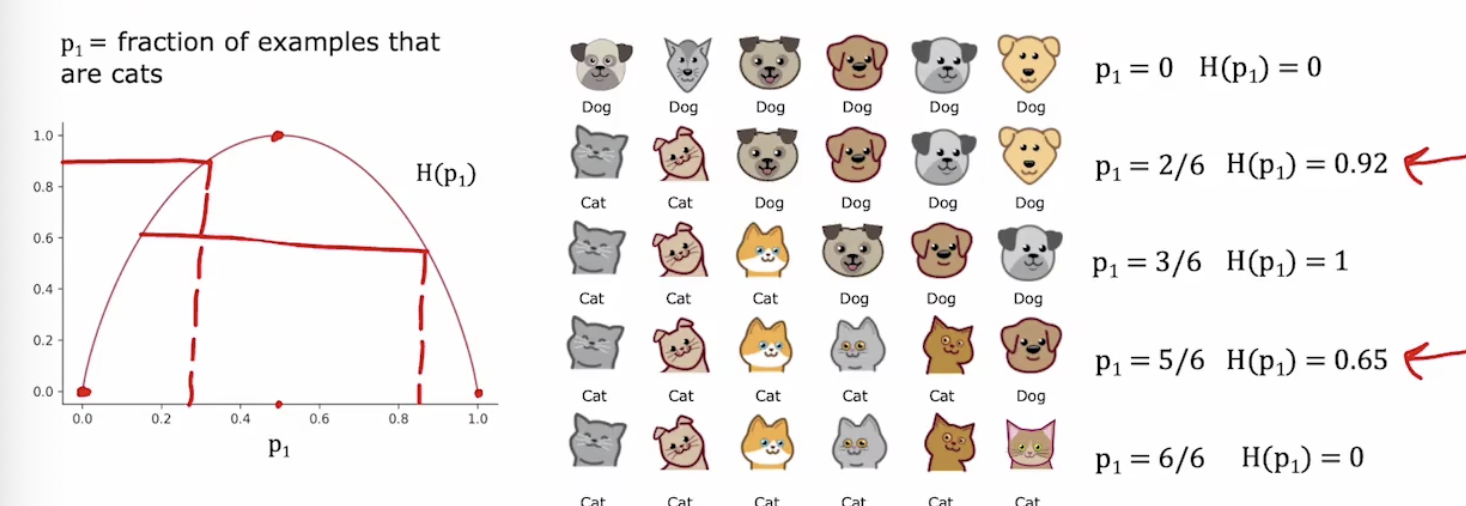 p₁ = fraction of examples that
are cats
1.0
0.8
0.6
0.4
0.2
0.0
0.0 0.2 0.4 0.6 0.8 1.0
H(p₁)
p₁
Dog Dog Dog Dog Dog Dog
p₁ = 0 H(p₁) = 0
Cat Cat Dog Dog Dog Dog
p₁ = 2/6 H(p₁) = 0.92
Cat Cat Cat Dog Dog Dog
p₁ = 3/6 H(p₁) = 1
Cat Cat Cat Cat Cat Dog
p₁ = 5/6 H(p₁) = 0.65
Cat Cat Cat Cat Cat Cat
p₁ = 6/6 H(p₁) = 0